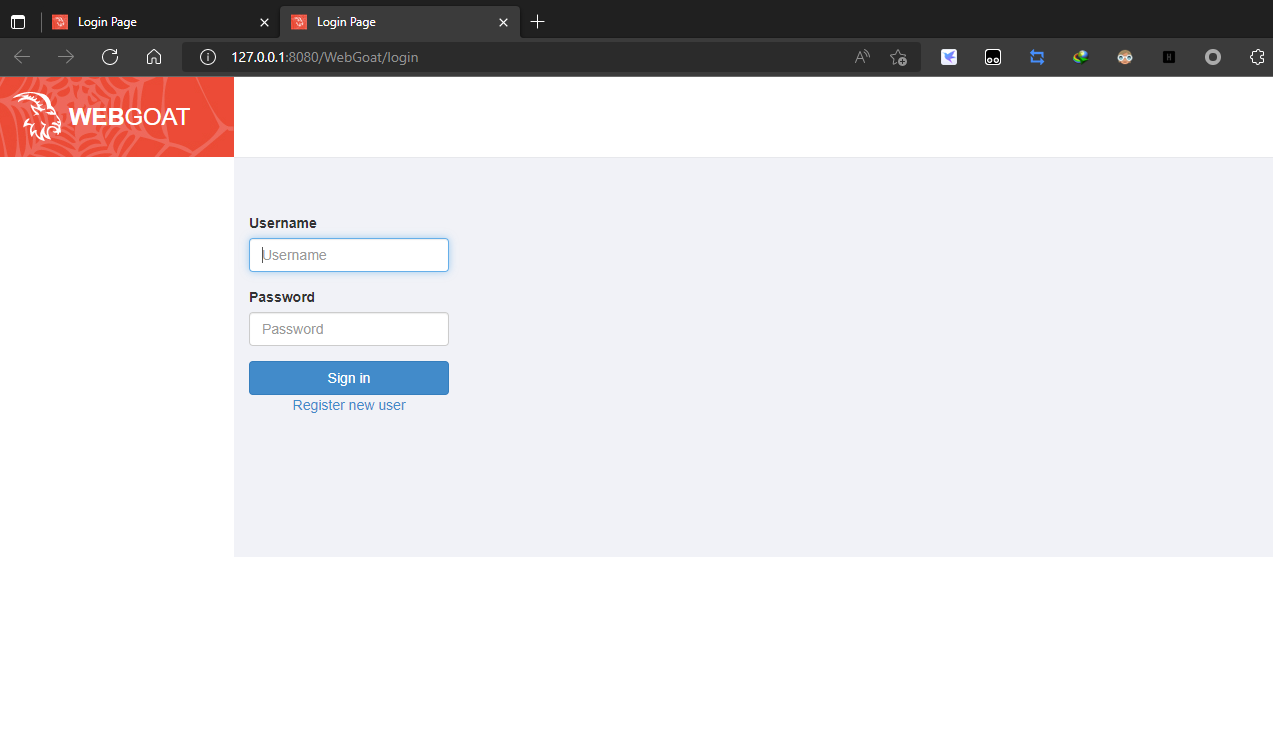 Login Page
Login Page
127.0.0.1:8080/WebGoat/login
WEBGOAT
Username
Username
Password
Password
Sign in
Register new user